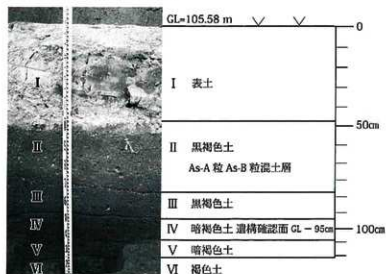 GL=105.58 m
0
Ⅰ Ⅰ 表土
50cm
Ⅱ Ⅱ 黒褐色土
As-A 粒 As-B 粒混土層
Ⅲ Ⅲ 黒褐色土
Ⅳ Ⅳ 暗褐色土 遺構確認面 GL－95cm
100cm
Ⅴ Ⅴ 暗褐色土
Ⅵ Ⅵ 褐色土